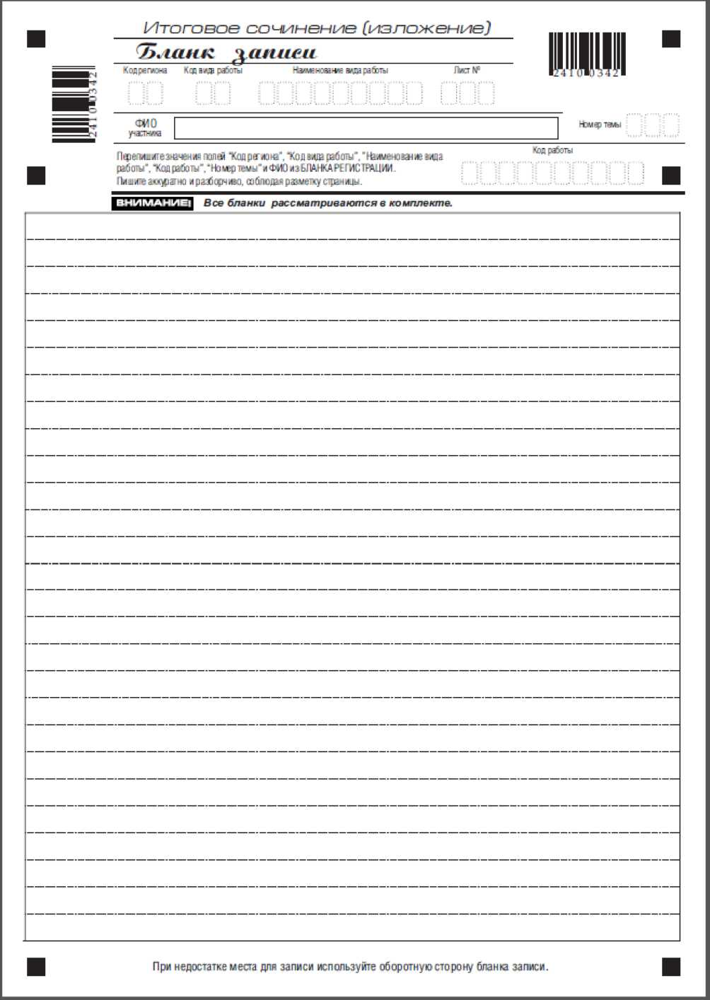 Итоговое сочинение (изложение)
Бланк записи
Код региона Код вида работы Наименование вида работы Лист №
2410 0342
2410 0342
ФИО участника
Номер темы
Перепишите значения полей "Код региона", "Код вида работы", "Наименование вида
работы", "Код работы", "Номер темы" и ФИО из БЛАНКА РЕГИСТРАЦИИ.
Пишите аккуратно и разборчиво, соблюдая разметку страницы.
Код работы
ВНИМАНИЕ! Все бланки рассматриваются в комплекте.
При недостатке места для записи используйте оборотную сторону бланка записи.